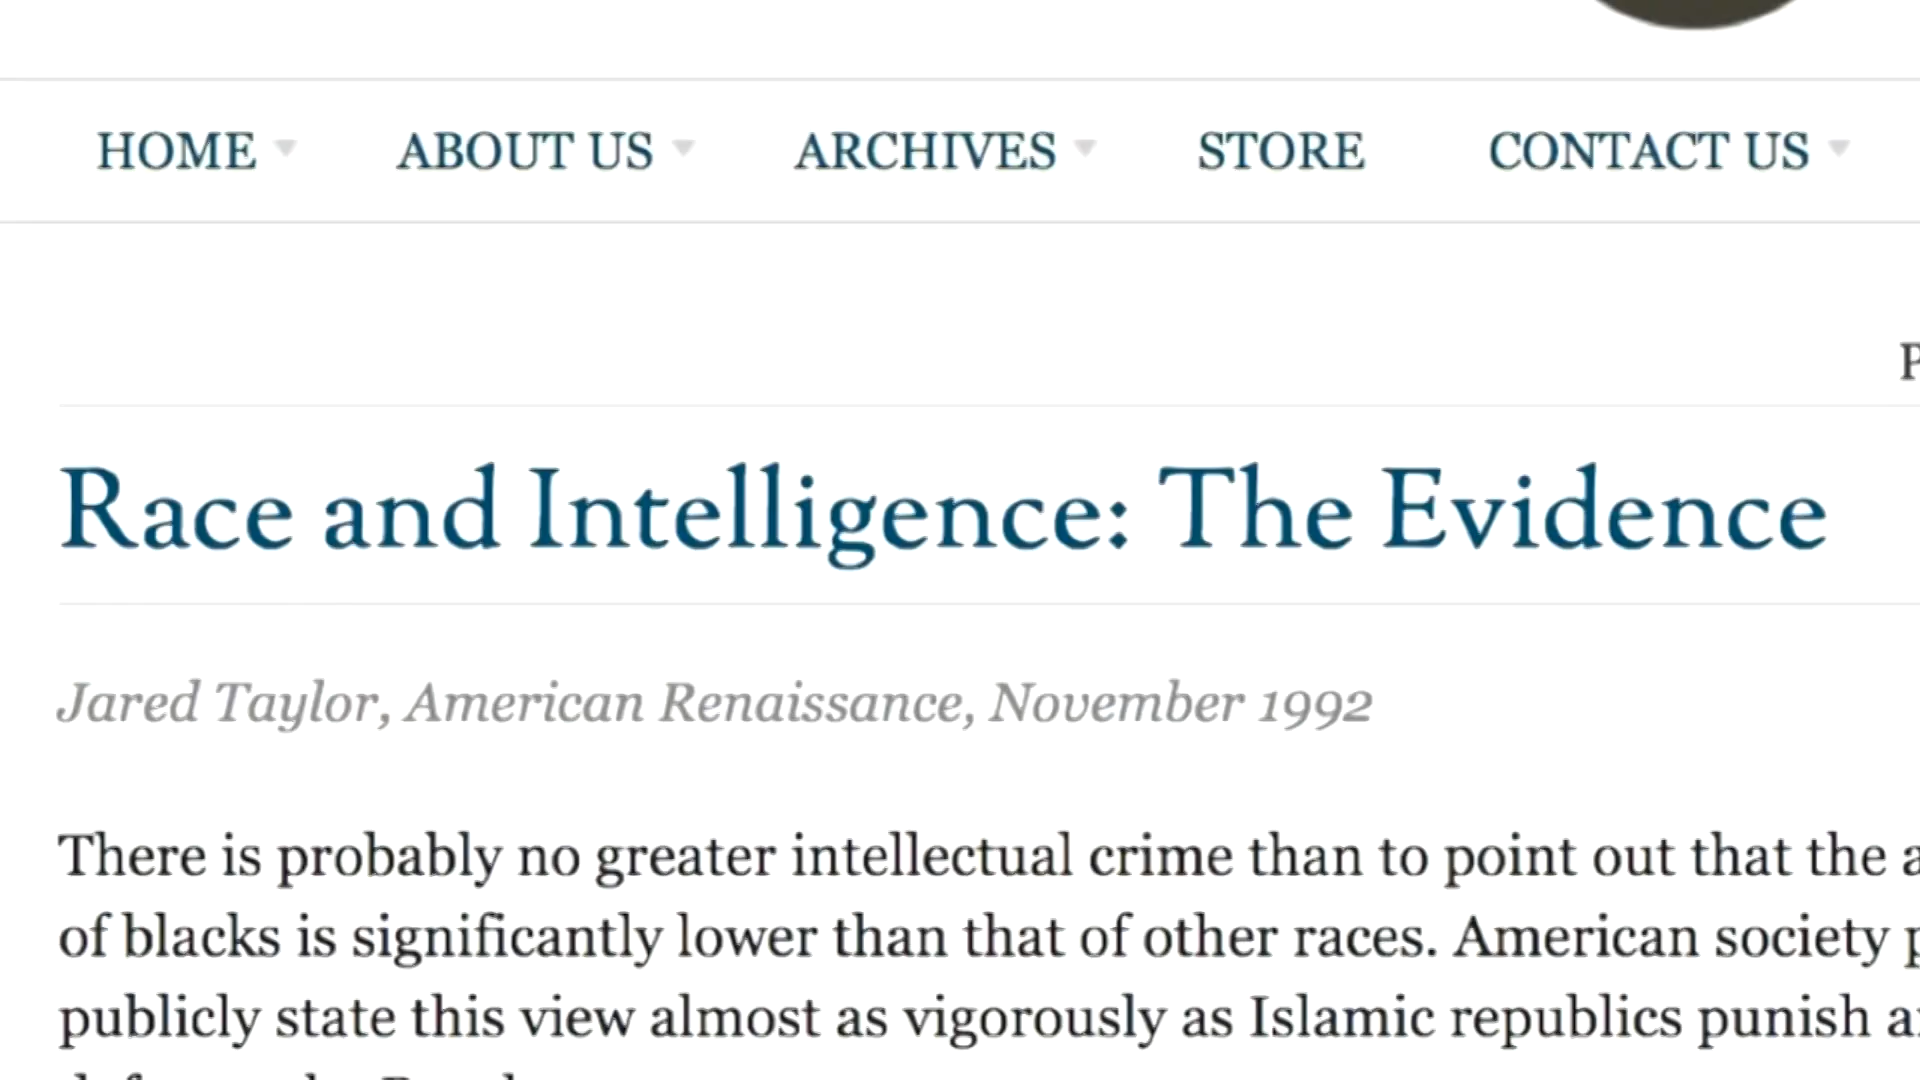 HOME ABOUT US ARCHIVES STORE CONTACT US
Race and Intelligence: The Evidence
Jared Taylor, American Renaissance, November 1992
There is probably no greater intellectual crime than to point out that the
of blacks is significantly lower than that of other races. American society
publicly state this view almost as vigorously as Islamic republics punish